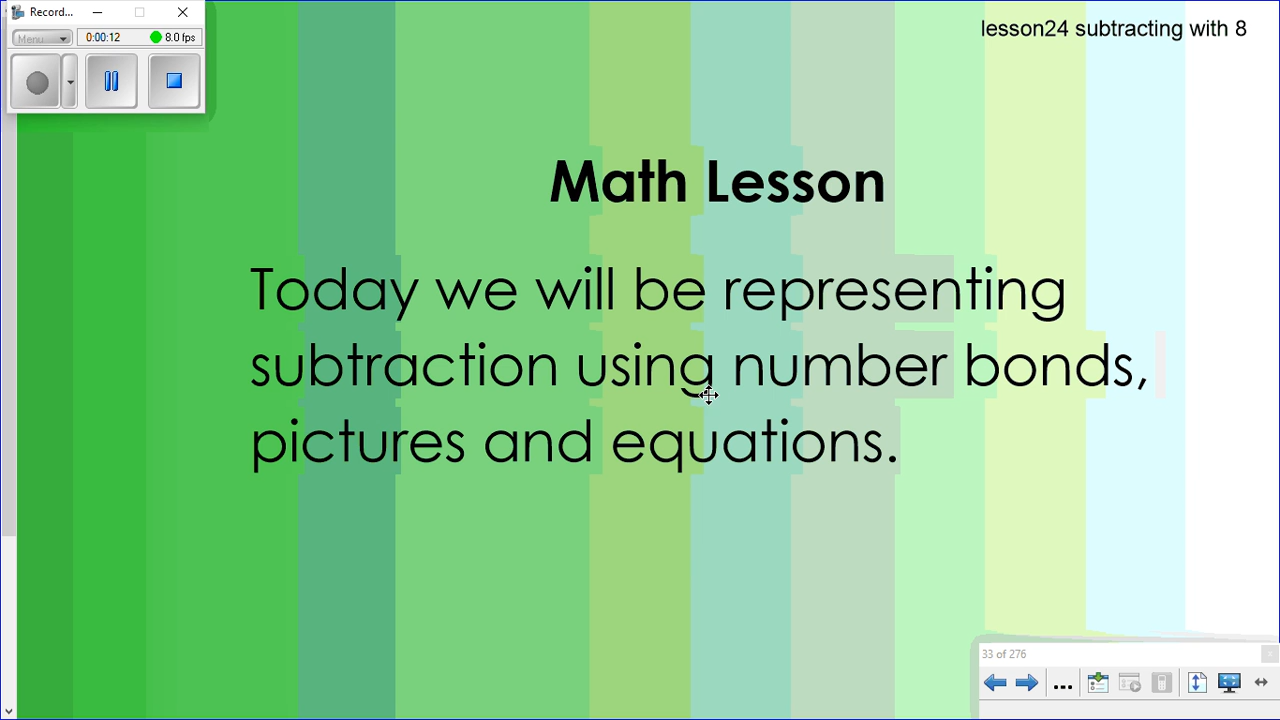 Record...
Menu
0:00:12
8.0 fps
lesson24 subtracting with 8
Math Lesson
Today we will be representing
subtraction using number bonds,
pictures and equations.
33 of 276